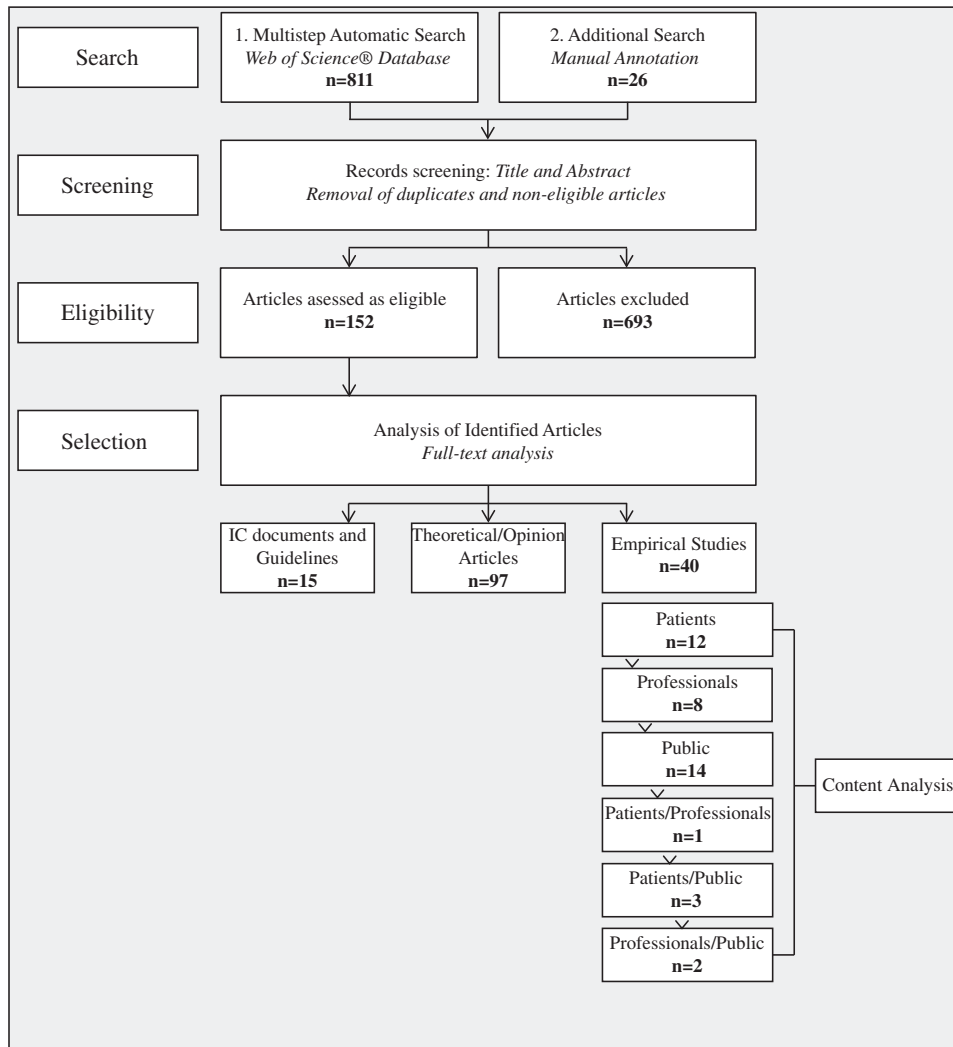 Search
1. Multistep Automatic Search
Web of Science® Database
n=811
2. Additional Search
Manual Annotation
n=26
Screening
Records screening: Title and Abstract
Removal of duplicates and non-eligible articles
Eligibility
Articles asessed as eligible
n=152
Articles excluded
n=693
Selection
Analysis of Identified Articles
Full-text analysis
IC documents and
Guidelines
n=15
Theoretical/Opinion
Articles
n=97
Empirical Studies
n=40
Patients
n=12
Professionals
n=8
Public
n=14
Patients/Professionals
n=1
Patients/Public
n=3
Professionals/Public
n=2
Content Analysis